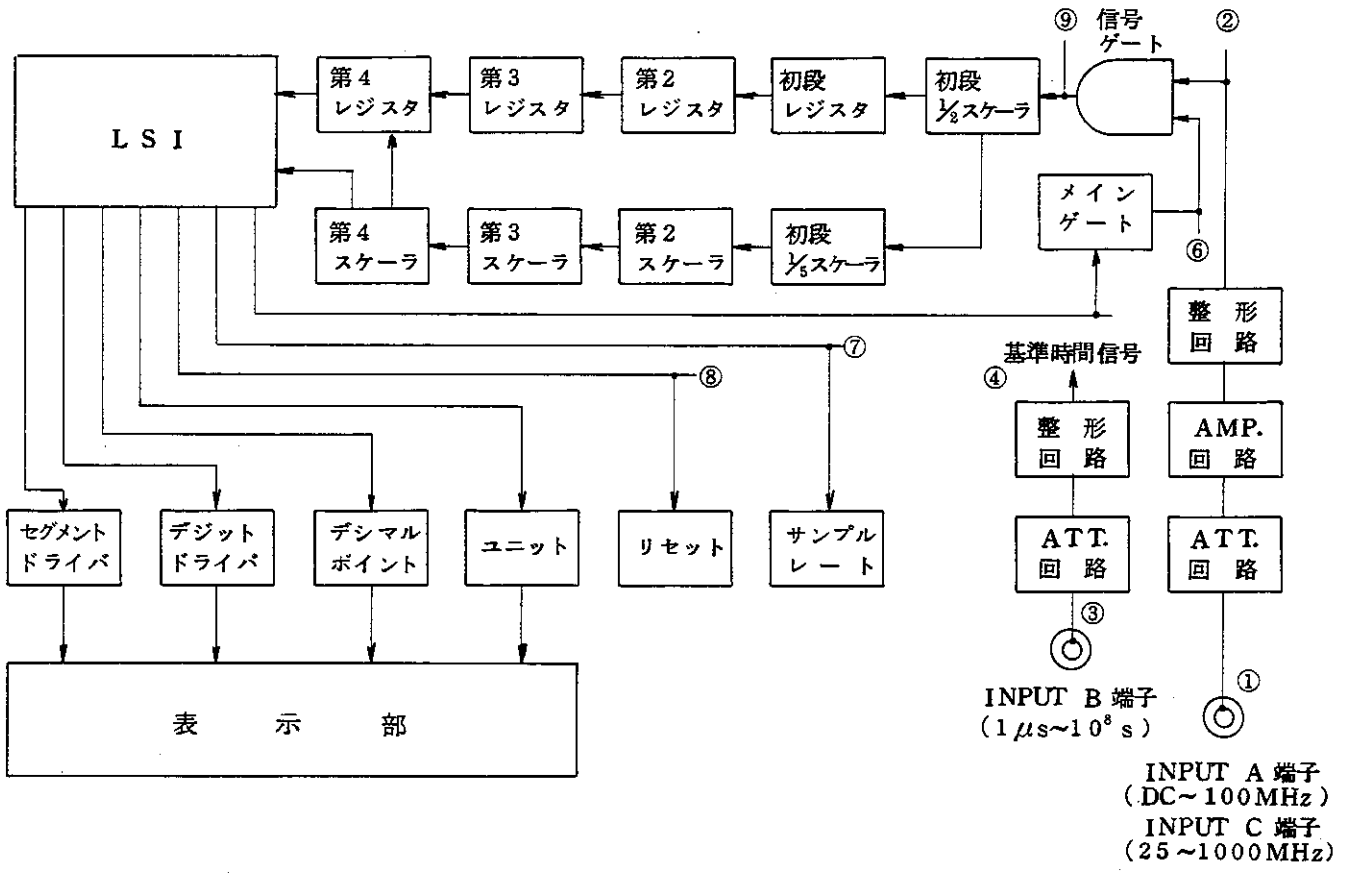 ⑨ 信号
ゲート
②
LSI
第4
レジスタ
第3
レジスタ
第2
レジスタ
初段
レジスタ
初段
1/2スケーラ
メイン
ゲート
⑥
第4
スケーラ
第3
スケーラ
第2
スケーラ
初段
1/5スケーラ
整形
回路
⑦
基準時間信号
④
⑧
整形
回路
AMP.
回路
セグメント
ドライバ
デジット
ドライバ
デシマル
ポイント
ユニット
リセット
サンプル
レート
ATT.
回路
ATT.
回路
③
①
表示部
INPUT B 端子
(1μs~10⁸s)
INPUT A 端子
(DC~100MHz)
INPUT C 端子
(25~1000MHz)